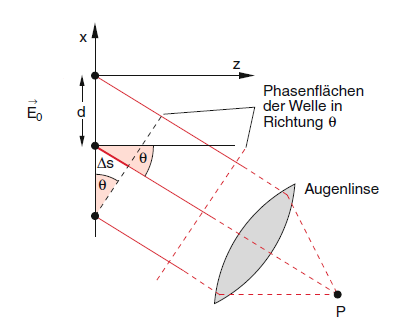 x
z
E⃗0
d
Phasenflächen
der Welle in
Richtung θ
Δs
θ
θ
Augenlinse
P